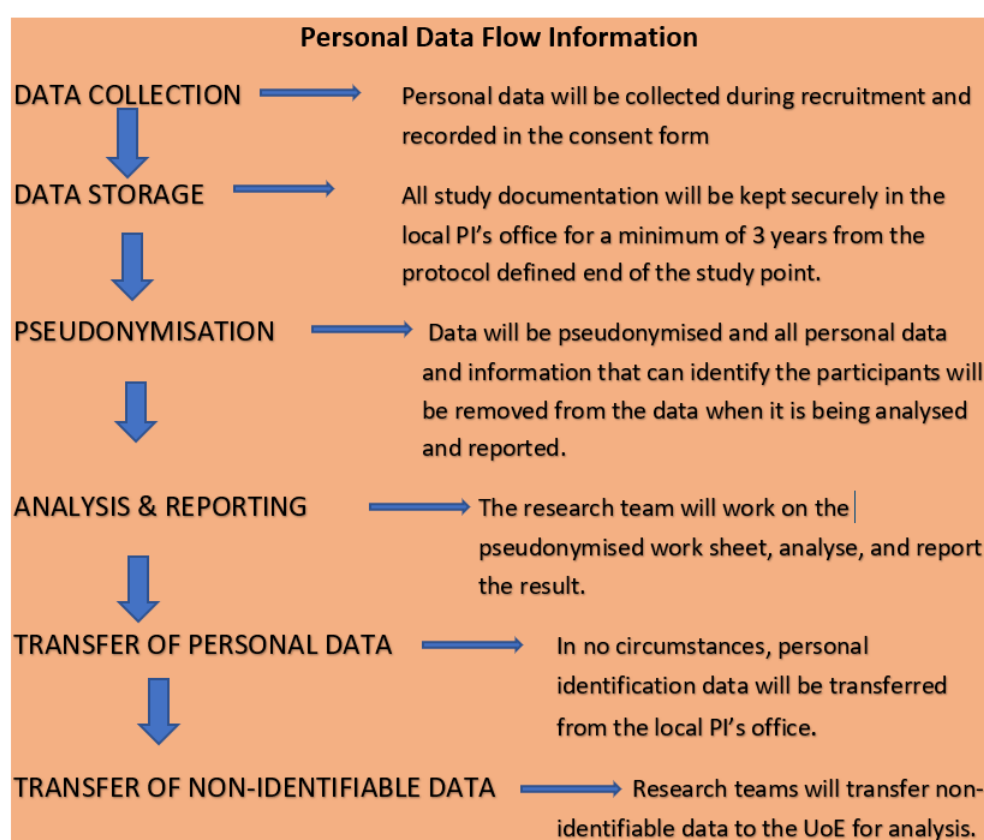 Personal Data Flow Information
DATA COLLECTION
Personal data will be collected during recruitment and
recorded in the consent form
DATA STORAGE
All study documentation will be kept securely in the
local PI's office for a minimum of 3 years from the
protocol defined end of the study point.
PSEUDONYMISATION
Data will be pseudonymised and all personal data
and information that can identify the participants will
be removed from the data when it is being analysed
and reported.
ANALYSIS & REPORTING
The research team will work on the
pseudonymised work sheet, analyse, and report
the result.
TRANSFER OF PERSONAL DATA
In no circumstances, personal
identification data will be transferred
from the local PI's office.
TRANSFER OF NON-IDENTIFIABLE DATA
Research teams will transfer non-
identifiable data to the UoE for analysis.